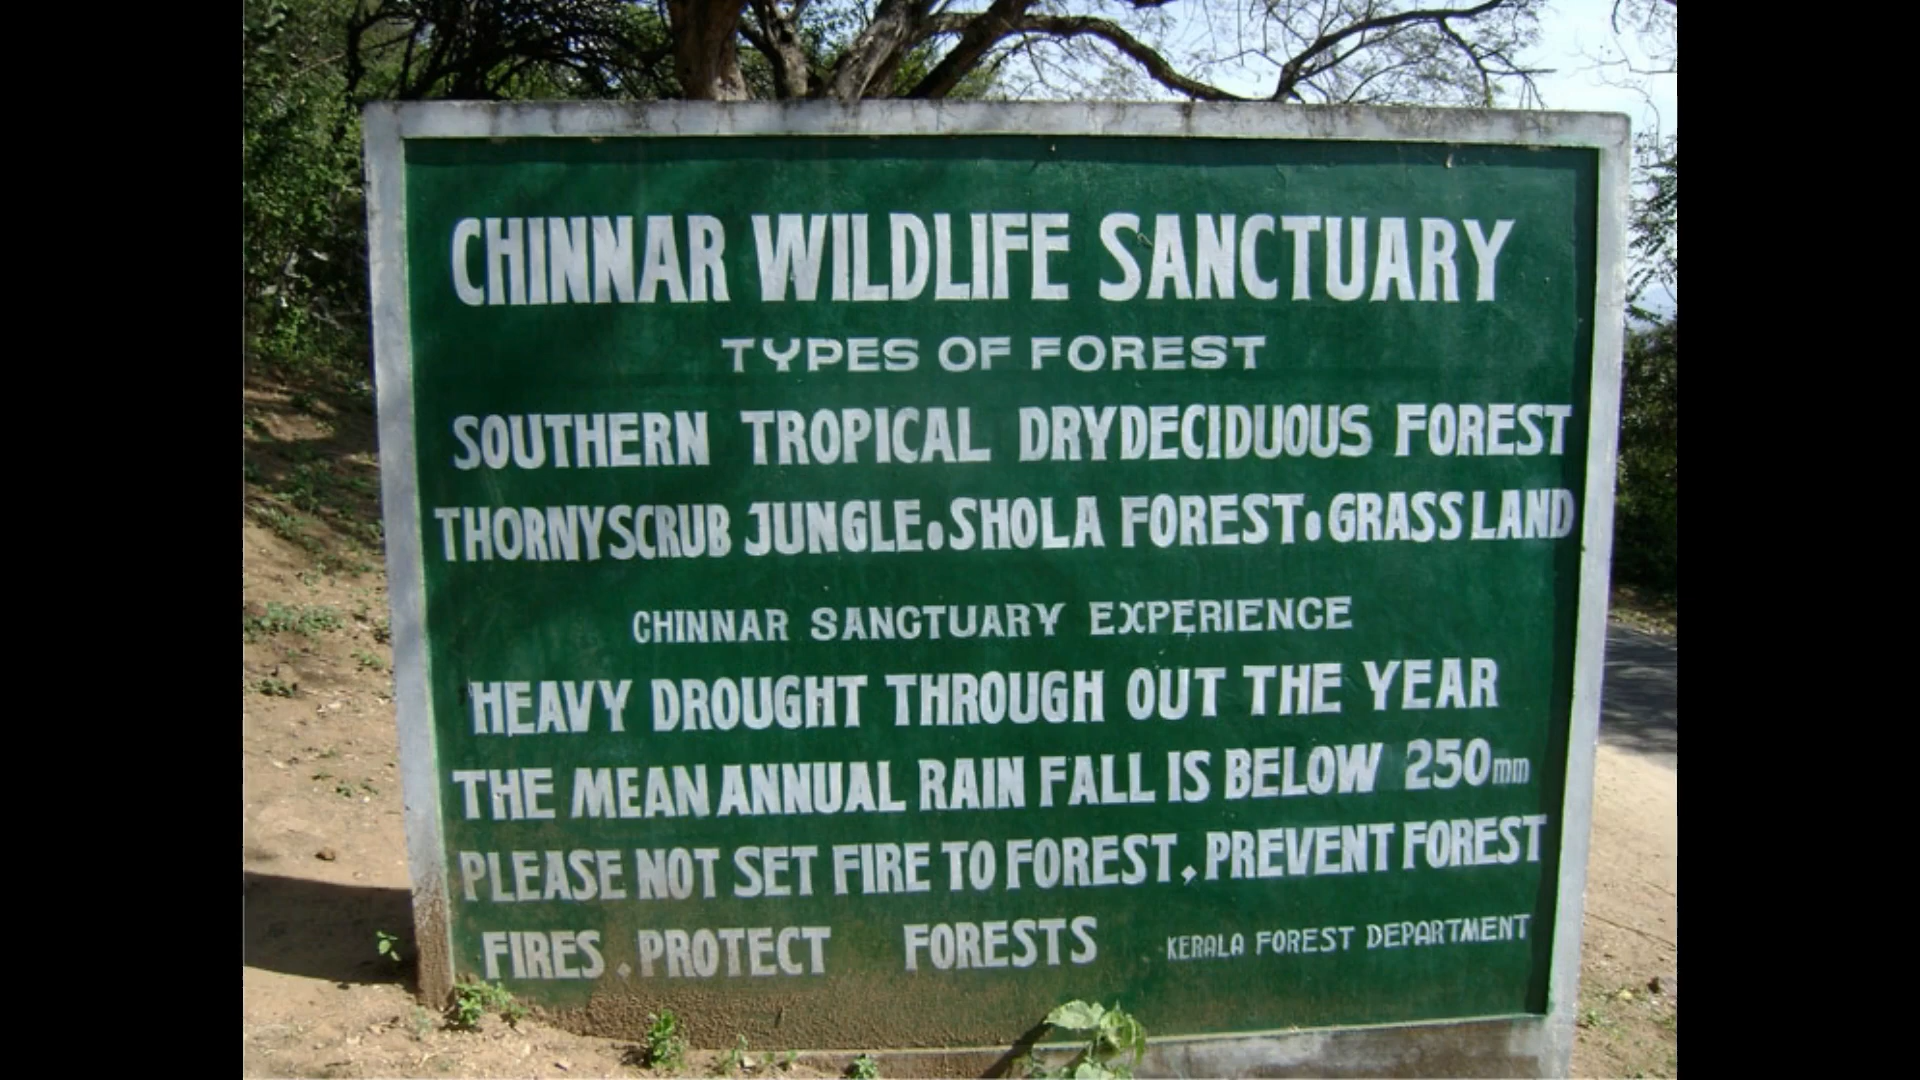 CHINNAR WILDLIFE SANCTUARY
TYPES OF FOREST
SOUTHERN TROPICAL DRYDECIDUOUS FOREST
THORNYSCRUB JUNGLE.SHOLA FOREST.GRASS LAND
CHINNAR SANCTUARY EXPERIENCE
HEAVY DROUGHT THROUGH OUT THE YEAR
THE MEAN ANNUAL RAIN FALL IS BELOW 250mm
PLEASE NOT SET FIRE TO FOREST. PREVENT FOREST
FIRES. PROTECT FORESTS KERALA FOREST DEPARTMENT